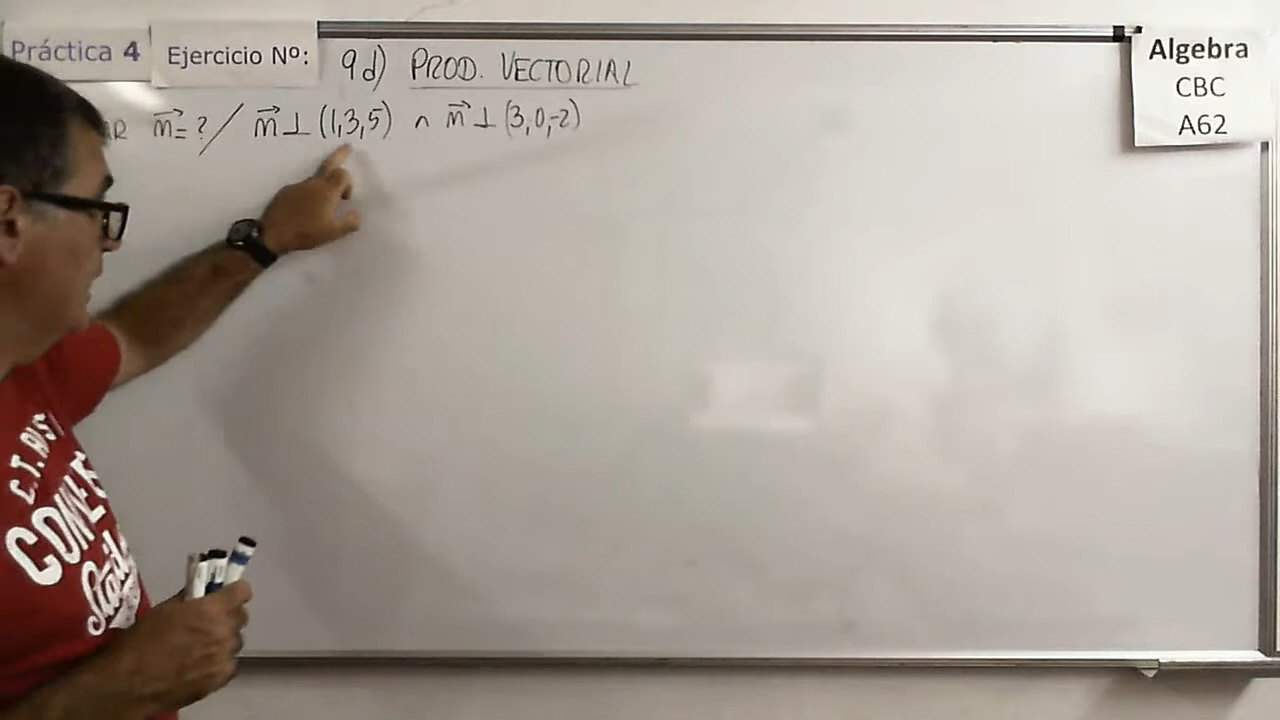 Práctica 4 Ejercicio Nº: 9d) PROD. VECTORIAL
m⃗=?/ m⃗ ⊥ (1,3,5) ∧ m⃗ ⊥ (3,0,-2)
Algebra
CBC
A62